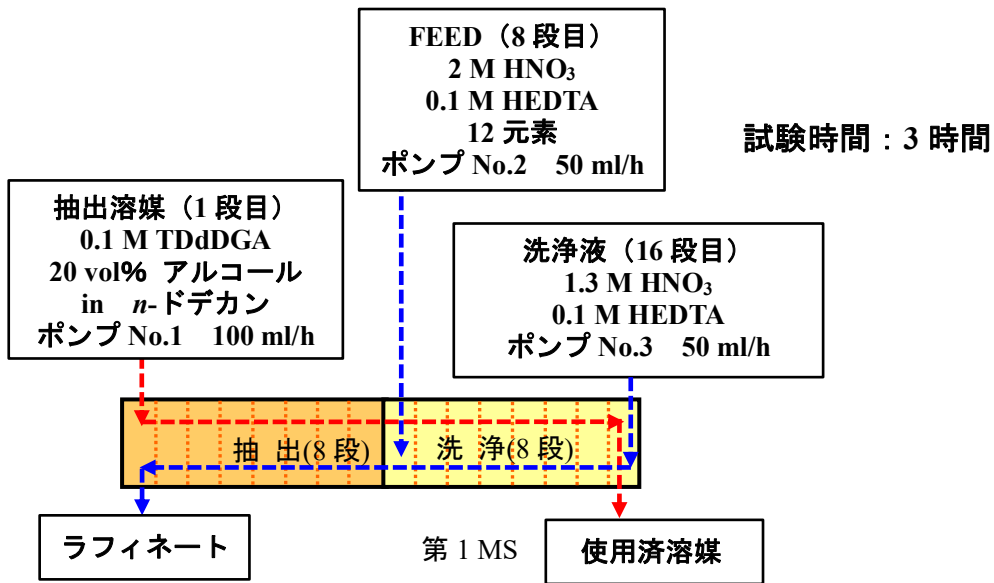 FEED(8 段目)
2 M HNO₃
0.1 M HEDTA
12 元素
ポンプ No.2 50 ml/h
試験時間:3 時間
抽出溶媒(1 段目)
0.1 M TDdDGA
20 vol% アルコール
in n-ドデカン
ポンプ No.1 100 ml/h
洗浄液(16 段目)
1.3 M HNO₃
0.1 M HEDTA
ポンプ No.3 50 ml/h
抽 出(8 段)
洗 浄(8 段)
ラフィネート
第 1 MS
使用済溶媒